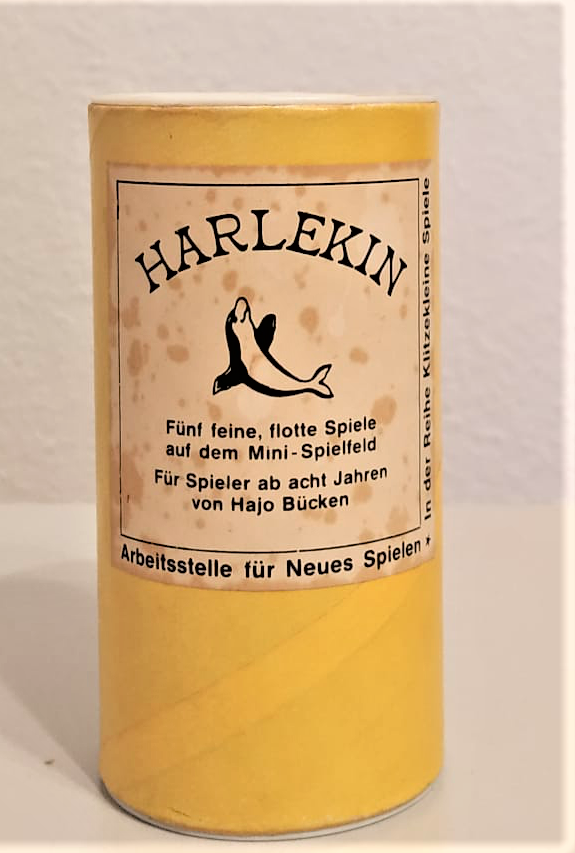 HARLEKIN
Fünf feine, flotte Spiele
auf dem Mini-Spielfeld
Für Spieler ab acht Jahren
von Hajo Bücken
Arbeitsstelle für Neues Spielen *
In der Reihe Klitzekleine Spiele